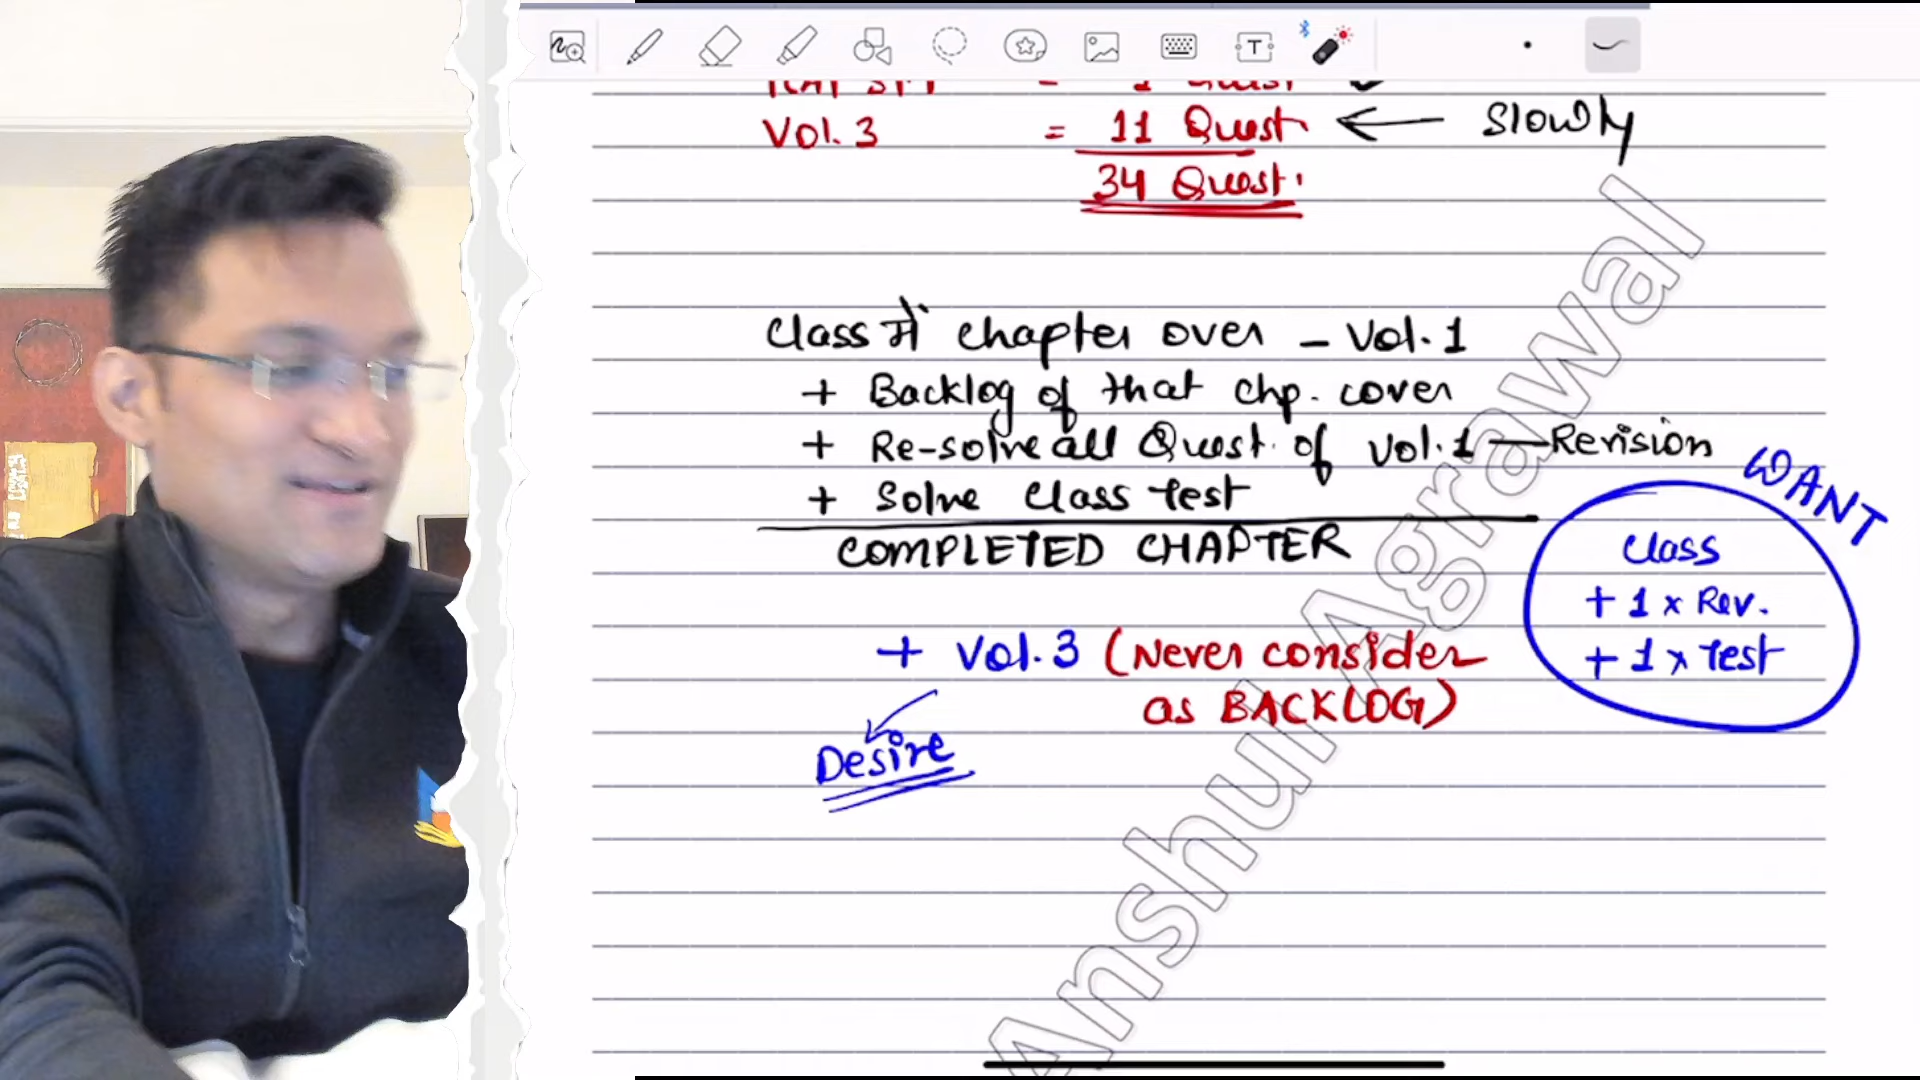 Vol. 3 = 11 Quest. ← Slowly
34 Quest.
Class में Chapter over - Vol. 1
+ Backlog of that Chp. cover
+ Re-solve all Quest. of Vol. 1 — Revision
+ Solve Class Test
COMPLETED CHAPTER
WANT
Class
+ 1 x Rev.
+ 1 x Test
+ Vol. 3 (Never consider
as BACKLOG)
Desire
Anshul Agrawal